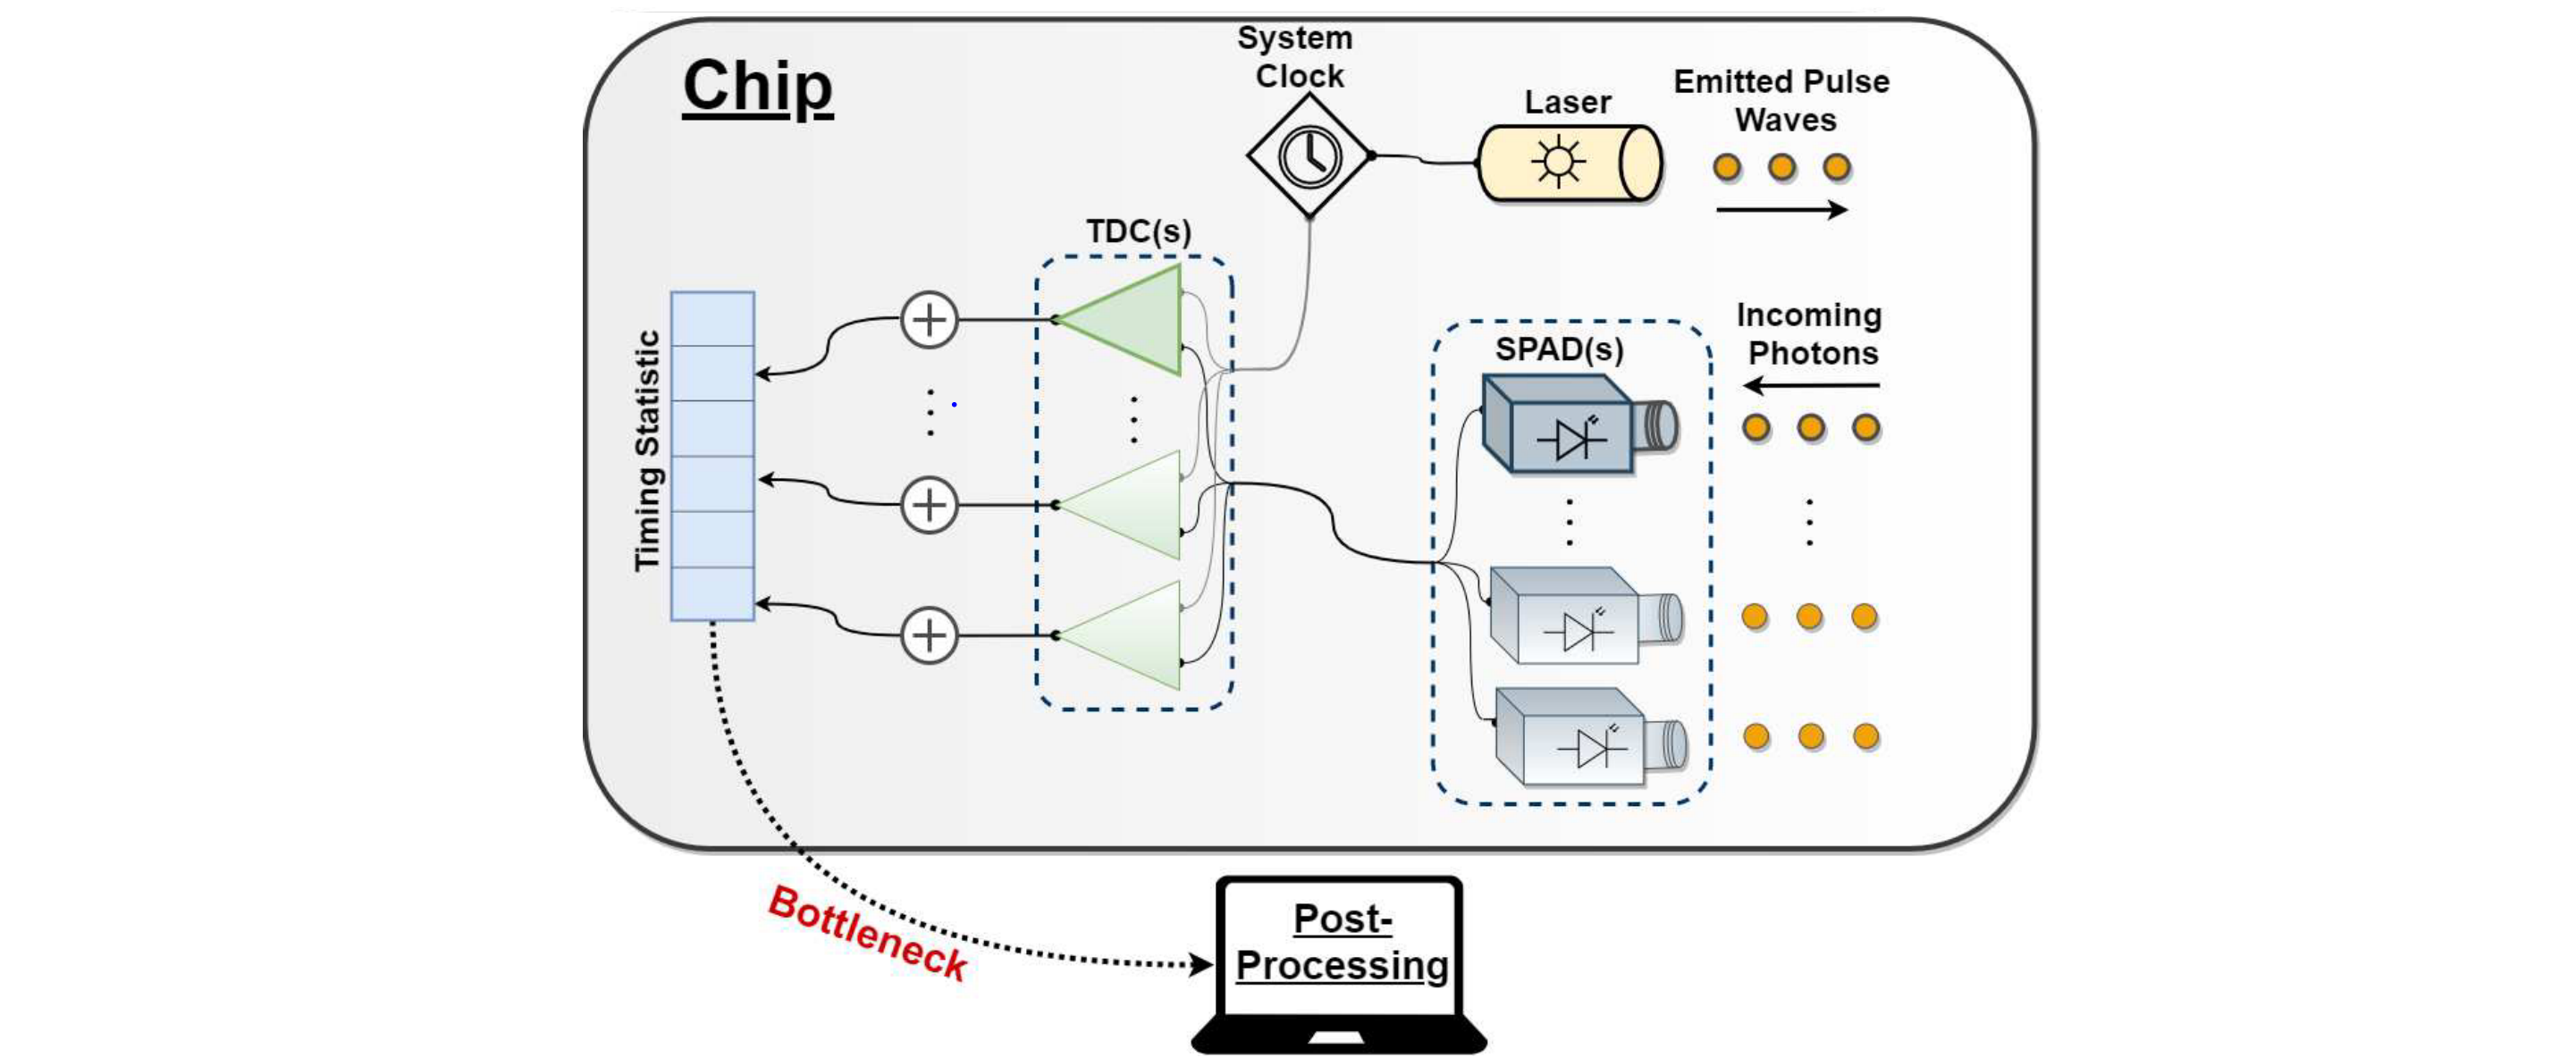 Chip
System
Clock
Laser
Emitted Pulse
Waves
TDC(s)
Timing Statistic
SPAD(s)
Incoming
Photons
Bottleneck
Post-
Processing